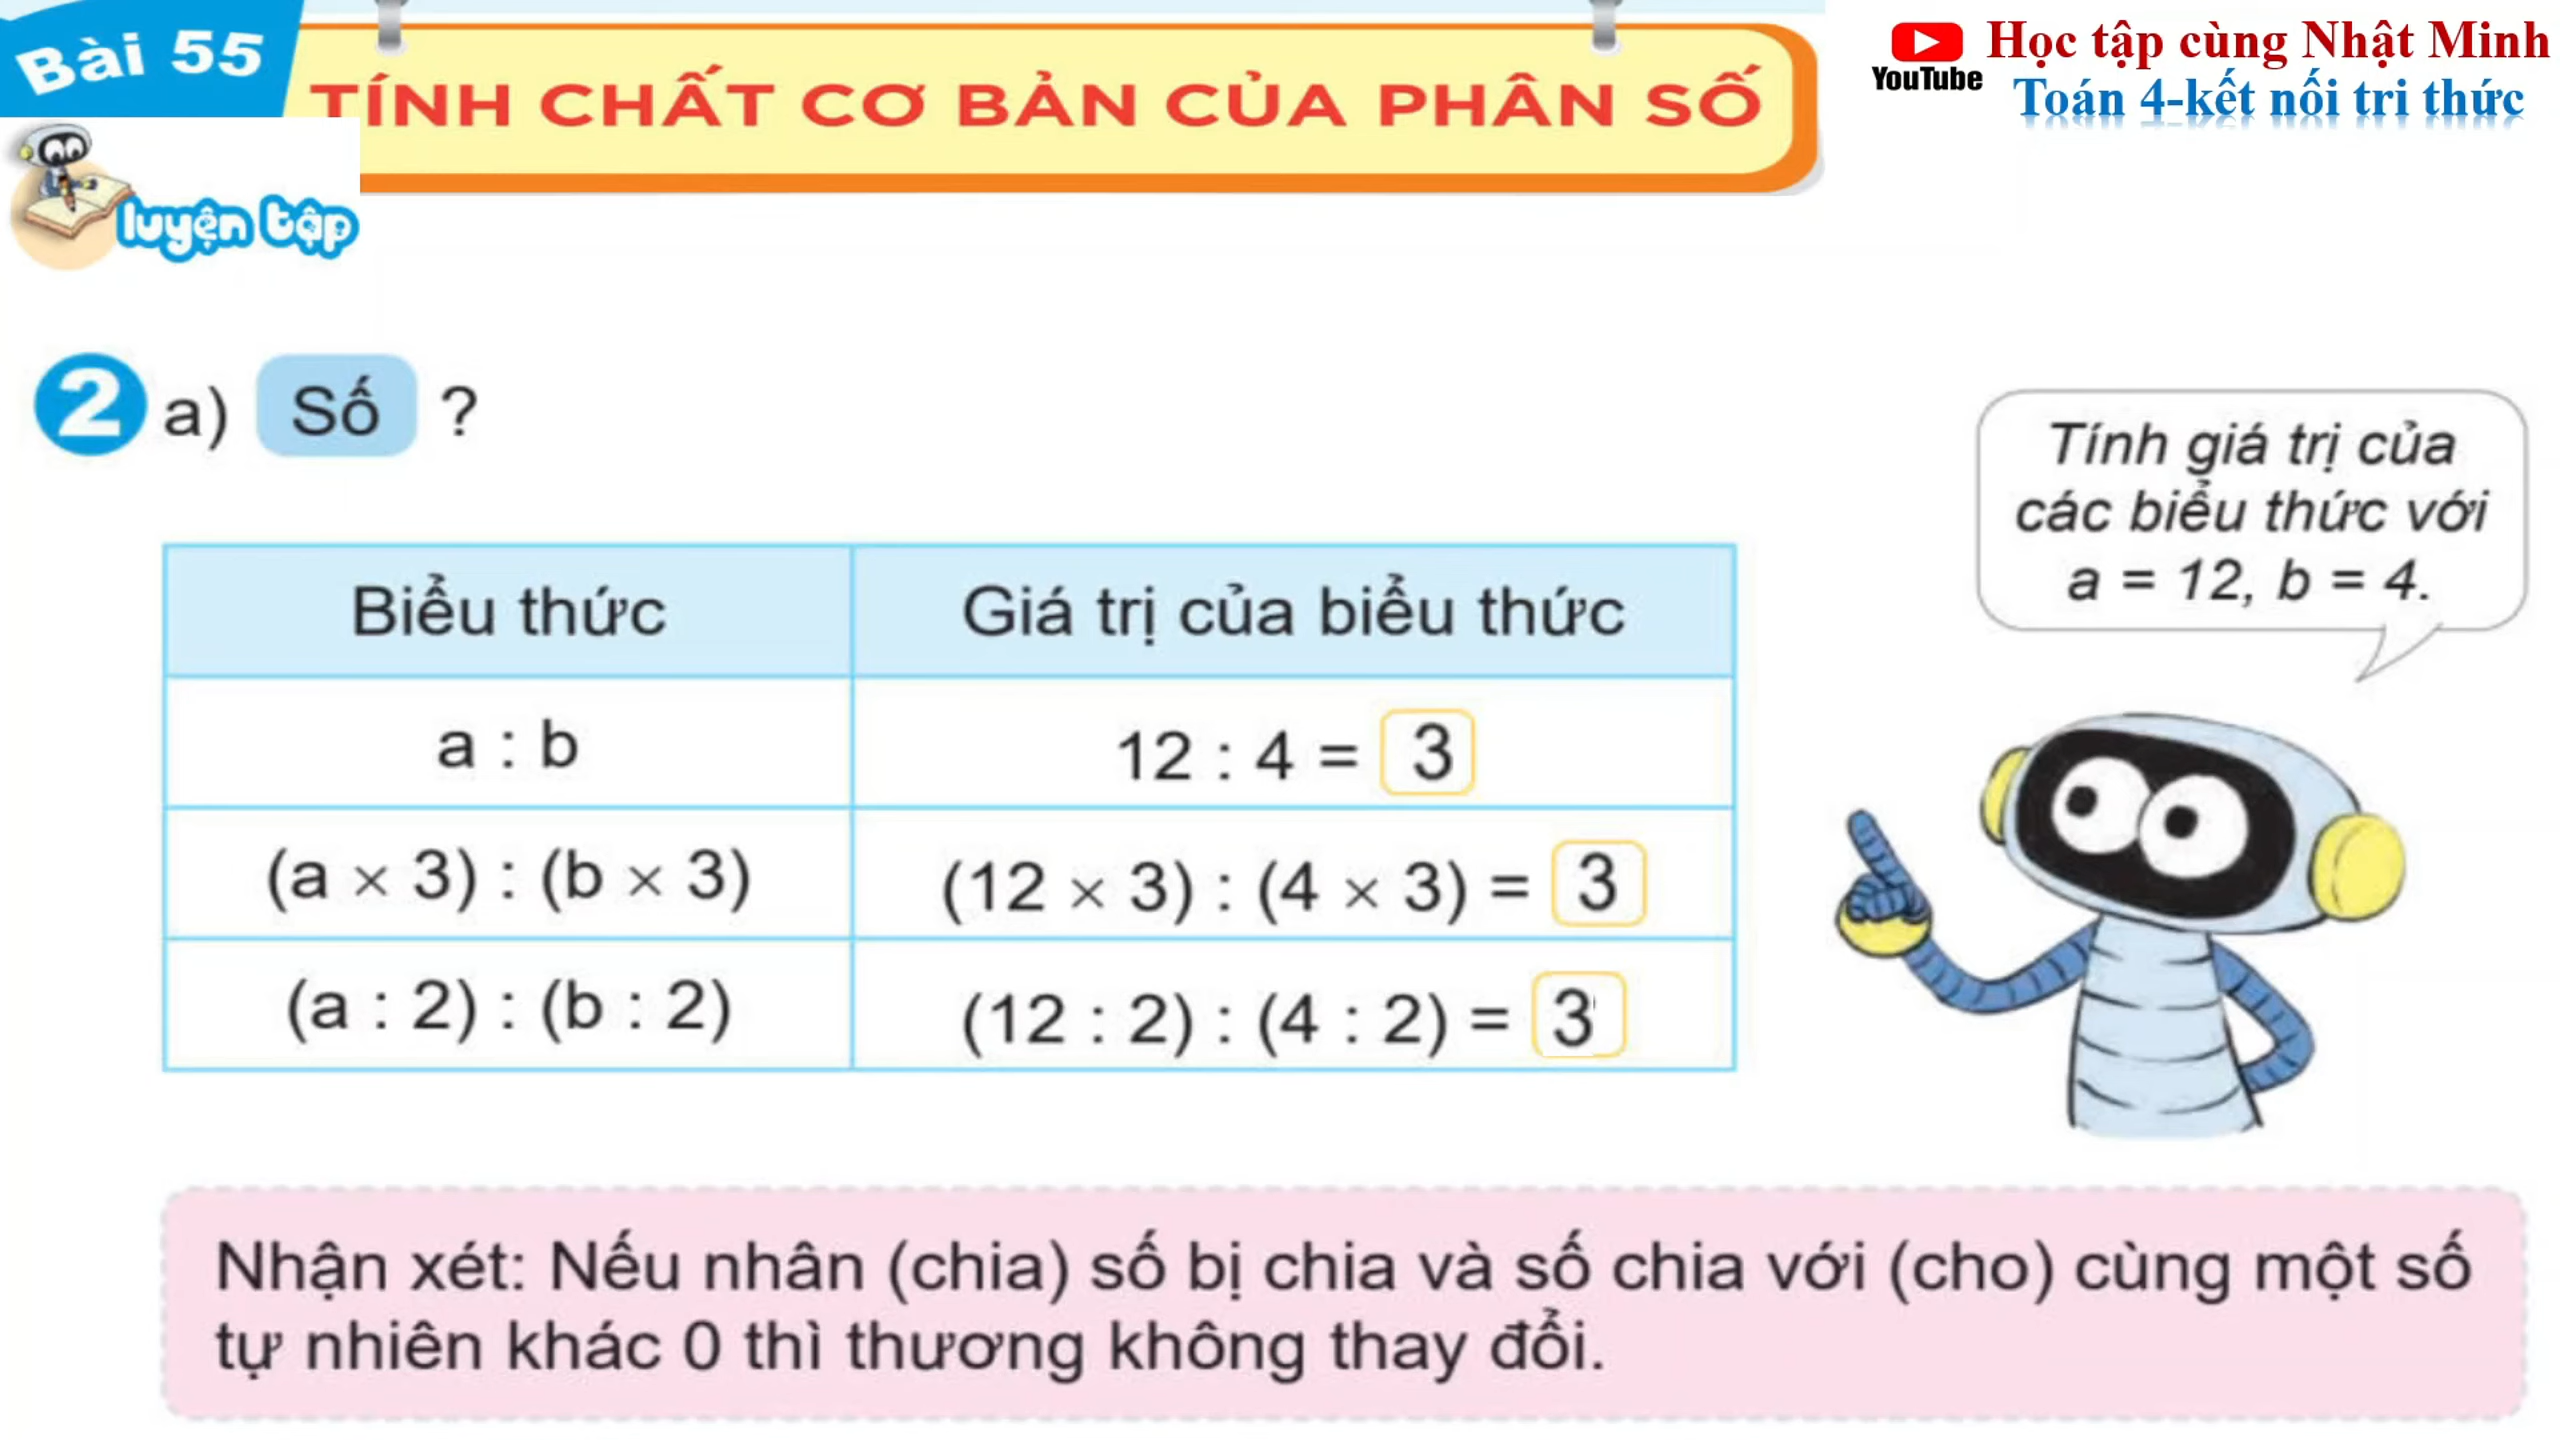 Bài 55
TÍNH CHẤT CƠ BẢN CỦA PHÂN SỐ
YouTube
Học tập cùng Nhật Minh
Toán 4-kết nối tri thức
luyện tập
2 a) Số ?
Tính giá trị của
các biểu thức với
a = 12, b = 4.
Biểu thức Giá trị của biểu thức
a : b 12 : 4 = 3
(a × 3) : (b × 3) (12 × 3) : (4 × 3) = 3
(a : 2) : (b : 2) (12 : 2) : (4 : 2) = 3
Nhận xét: Nếu nhân (chia) số bị chia và số chia với (cho) cùng một số
tự nhiên khác 0 thì thương không thay đổi.